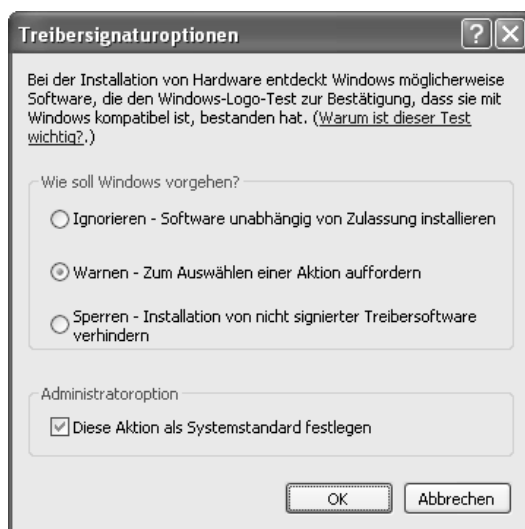 Treibersignaturoptionen
Bei der Installation von Hardware entdeckt Windows möglicherweise
Software, die den Windows-Logo-Test zur Bestätigung, dass sie mit
Windows kompatibel ist, bestanden hat. (Warum ist dieser Test
wichtig?.)
Wie soll Windows vorgehen?
Ignorieren - Software unabhängig von Zulassung installieren
Warnen - Zum Auswählen einer Aktion auffordern
Sperren - Installation von nicht signierter Treibersoftware
verhindern
Administratoroption
Diese Aktion als Systemstandard festlegen
OK Abbrechen